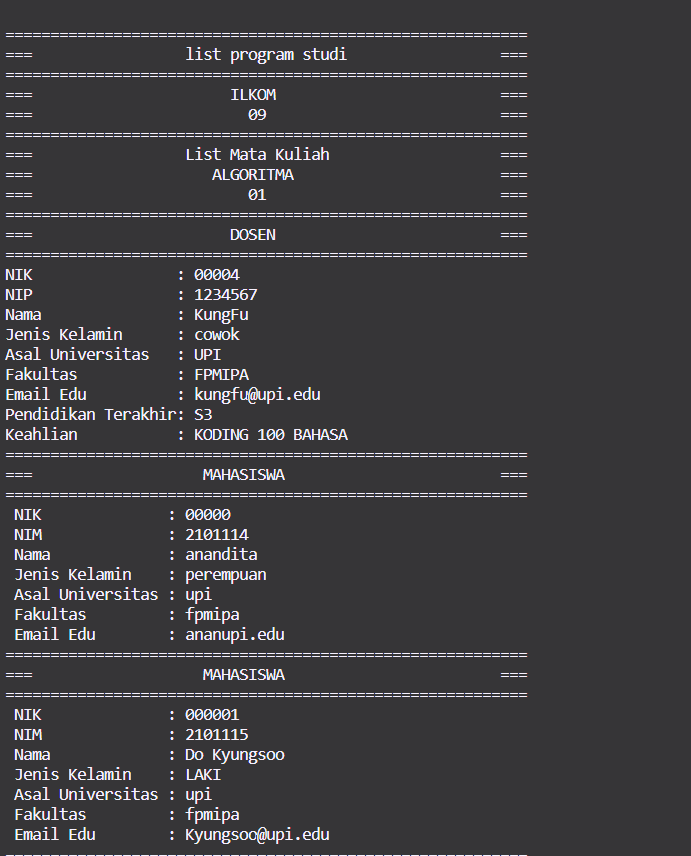 ==========================================================
===                 list program studi                 ===
==========================================================
===                      ILKOM                         ===
===                        09                          ===
==========================================================
===                 List Mata Kuliah                   ===
===                    ALGORITMA                       ===
===                        01                          ===
==========================================================
===                      DOSEN                         ===
==========================================================
NIK                : 00004
NIP                : 1234567
Nama               : KungFu
Jenis Kelamin      : cowok
Asal Universitas   : UPI
Fakultas           : FPMIPA
Email Edu          : kungfu@upi.edu
Pendidikan Terakhir: S3
Keahlian           : KODING 100 BAHASA
==========================================================
===                   MAHASISWA                        ===
==========================================================
 NIK              : 00000
 NIM              : 2101114
 Nama             : anandita
 Jenis Kelamin    : perempuan
 Asal Universitas : upi
 Fakultas         : fpmipa
 Email Edu        : ananupi.edu
==========================================================
===                   MAHASISWA                        ===
==========================================================
 NIK              : 000001
 NIM              : 2101115
 Nama             : Do Kyungsoo
 Jenis Kelamin    : LAKI
 Asal Universitas : upi
 Fakultas         : fpmipa
 Email Edu        : Kyungsoo@upi.edu
==========================================================